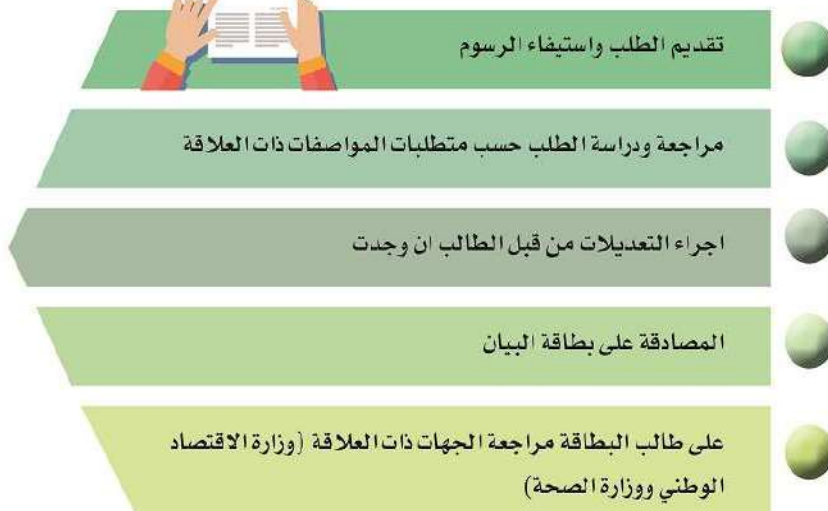 تقديم الطلب واستيفاء الرسوم
مراجعة ودراسة الطلب حسب متطلبات المواصفات ذات العلاقة
اجراء التعديلات من قبل الطالب ان وجدت
المصادقة على بطاقة البيان
على طالب البطاقة مراجعة الجهات ذات العلاقة (وزارة الاقتصاد
الوطني ووزارة الصحة)